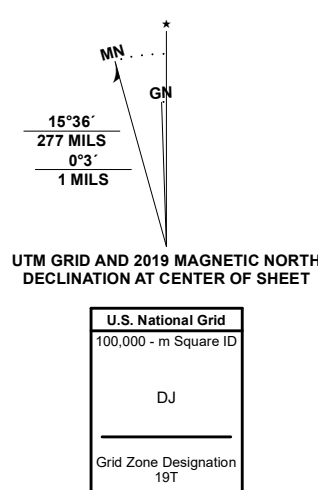 MN
GN
15°36´
277 MILS
0°3´
1 MILS
UTM GRID AND 2019 MAGNETIC NORTH
DECLINATION AT CENTER OF SHEET
U.S. National Grid
100,000 - m Square ID
DJ
Grid Zone Designation
19T